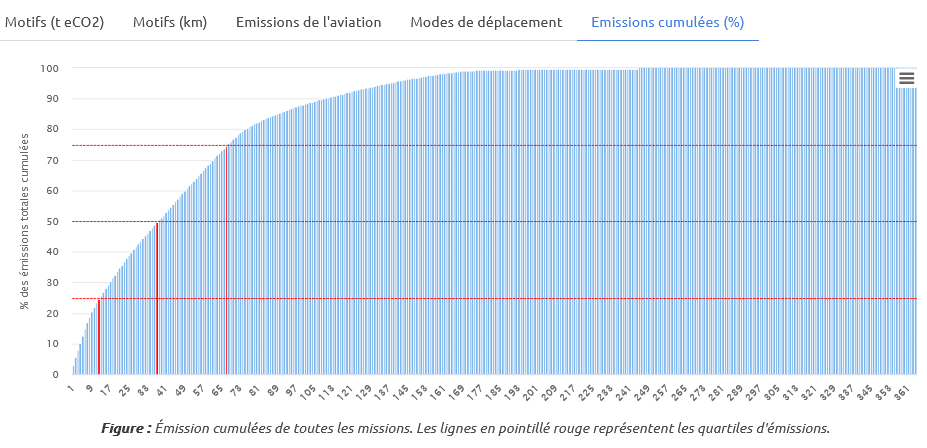 Motifs (t eCO2) Motifs (km) Emissions de l'aviation Modes de déplacement Emissions cumulées (%)
100
90
80
70
60
50
40
30
20
10
0
% des émissions totales cumulées
1 9 17 25 33 41 49 57 65 73 81 89 97 105 113 121 129 137 145 153 161 169 177 185 193 201 209 217 225 233 241 249 257 265 273 281 289 297 305 313 321 329 337 345 353 361
Figure : Émission cumulées de toutes les missions. Les lignes en pointillé rouge représentent les quartiles d'émissions.